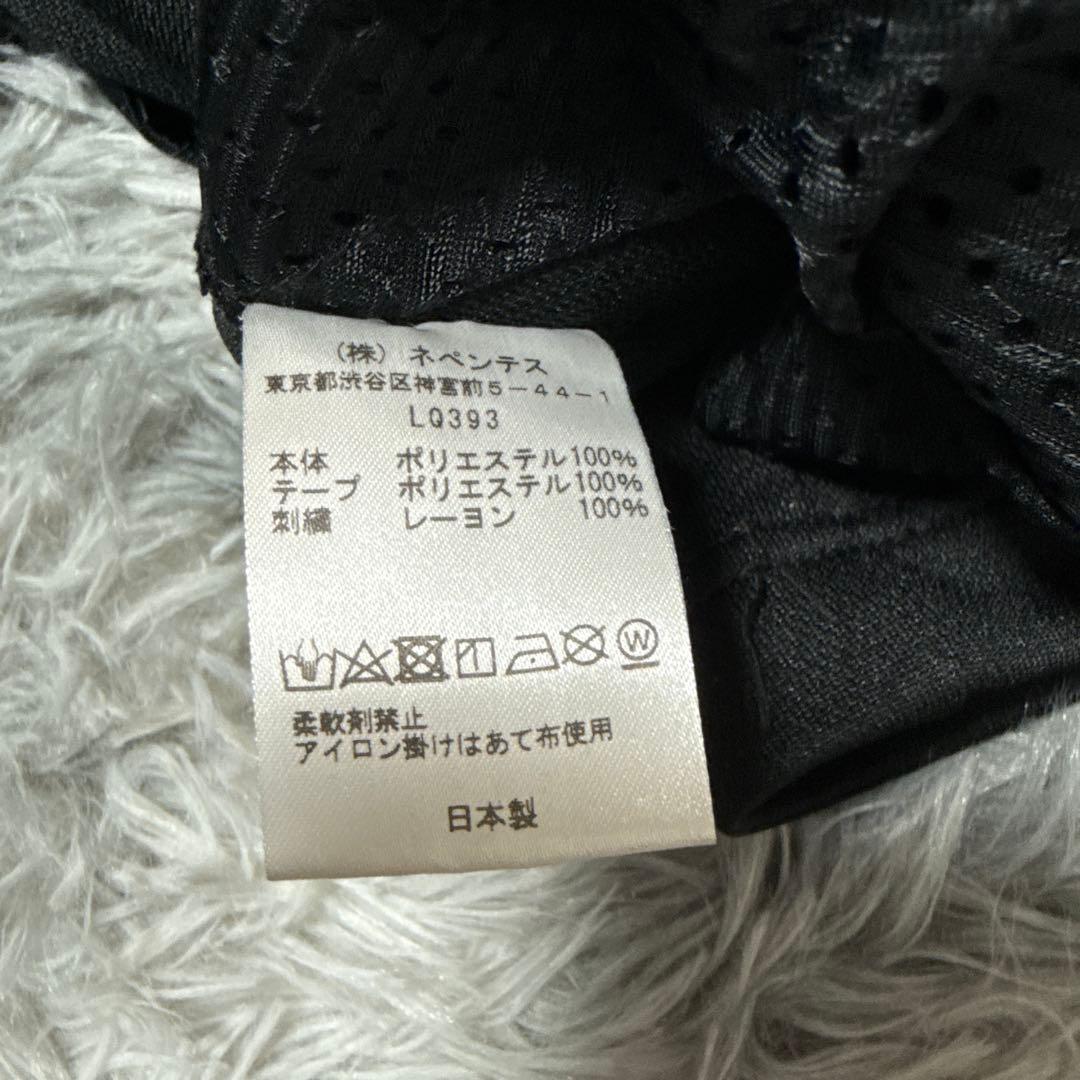 （株）ネペンテス
東京都渋谷区神宮前５－４４－１
LQ393
本体 ポリエステル100%
テープ ポリエステル100%
刺繍 レーヨン 100%
W
柔軟剤禁止
アイロン掛けはあて布使用
日本製